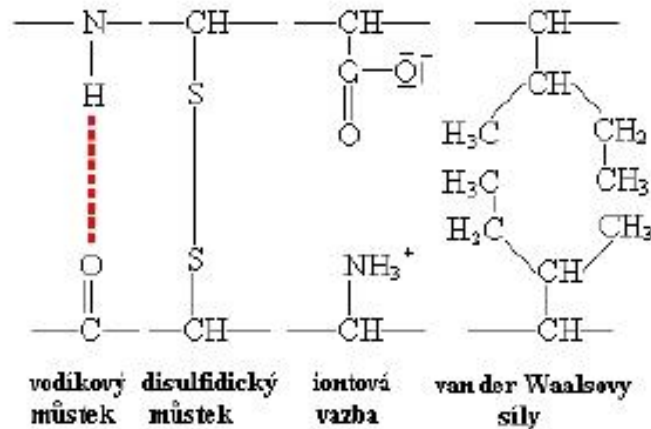 N CH CH CH
H S C O CH
O H₃C CH₂
H₃C CH₃
O S NH₃⁺ H₂C CH₃
CH
C CH CH CH
vodíkový disulfidický iontová van der Waalsovy
můstek můstek vazba síly